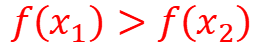 f(x₁) > f(x₂)